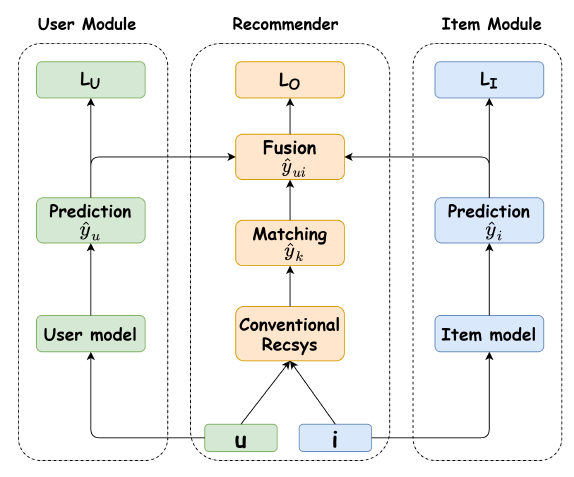 User Module
Recommender
Item Module
L_U
L_O
L_I
Fusion
ŷ_ui
Prediction
ŷ_u
Matching
ŷ_k
Prediction
ŷ_i
User model
Conventional
Recsys
Item model
u
i